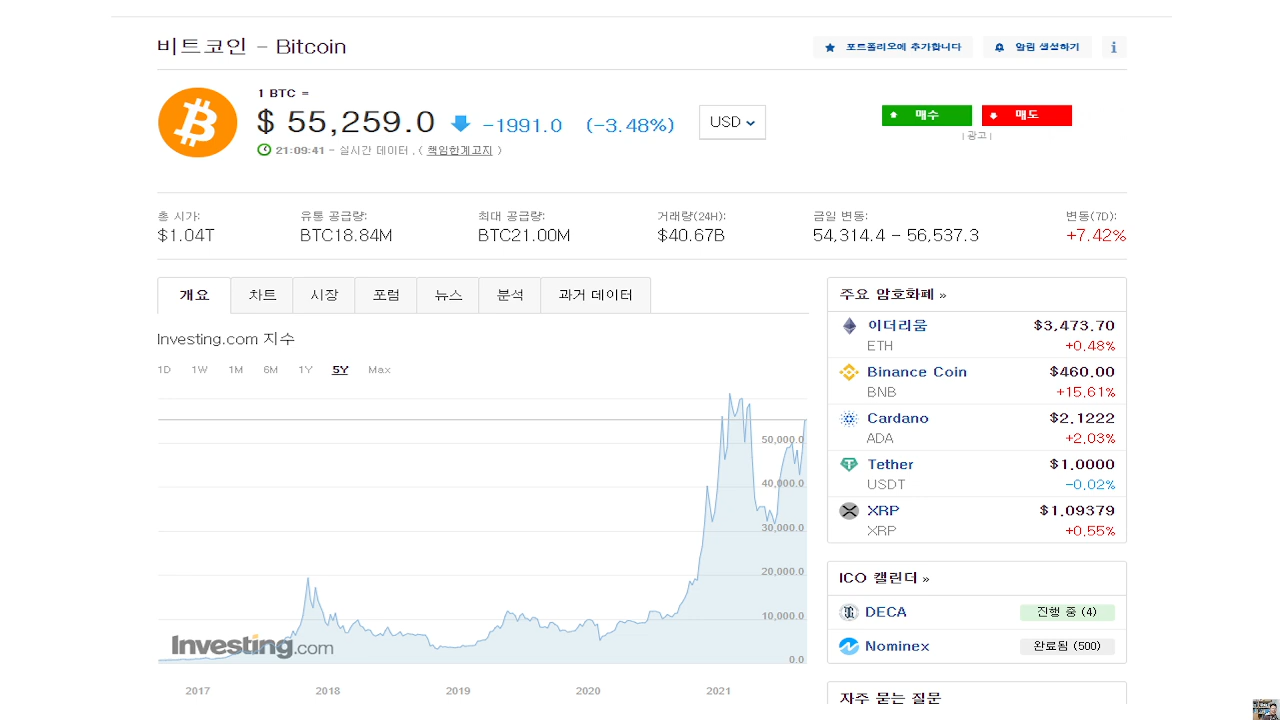 비트코인 - Bitcoin
포트폴리오에 추가합니다
알림 생성하기
1 BTC =
$ 55,259.0
-1991.0 (-3.48%)
USD
매수
매도
| 광고 |
21:09:41 - 실시간 데이터. ( 책임한계고지 )
총 시가:
$1.04T
유통 공급량:
BTC18.84M
최대 공급량:
BTC21.00M
거래량(24H):
$40.67B
금일 변동:
54,314.4 - 56,537.3
변동(7D):
+7.42%
개요 차트 시장 포럼 뉴스 분석 과거 데이터
Investing.com 지수
1D 1W 1M 6M 1Y 5Y Max
50,000.0
40,000.0
30,000.0
20,000.0
10,000.0
0.0
Investing.com
2017 2018 2019 2020 2021
주요 암호화폐 »
이더리움 $3,473.70
ETH +0.48%
Binance Coin $460.00
BNB +15.61%
Cardano $2.1222
ADA +2.03%
Tether $1.0000
USDT -0.02%
XRP $1.09379
XRP +0.55%
ICO 캘린더 »
DECA 진행 중 (4)
Nominex 완료됨 (500)
자주 묻는 질문